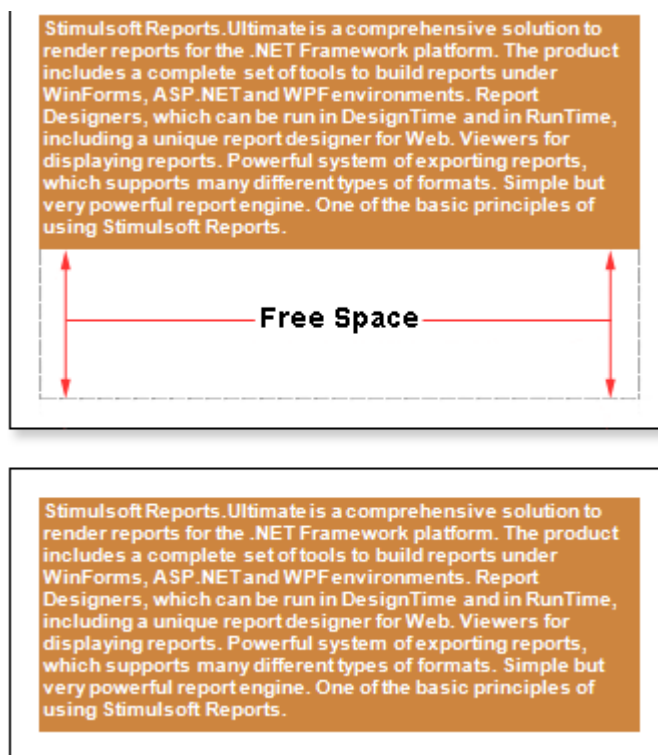 Stimulsoft Reports.Ultimate is a comprehensive solution to
render reports for the .NET Framework platform. The product
includes a complete set of tools to build reports under
WinForms, ASP.NET and WPF environments. Report
Designers, which can be run in DesignTime and in RunTime,
including a unique report designer for Web. Viewers for
displaying reports. Powerful system of exporting reports,
which supports many different types of formats. Simple but
very powerful report engine. One of the basic principles of
using Stimulsoft Reports.
Free Space
Stimulsoft Reports.Ultimate is a comprehensive solution to
render reports for the .NET Framework platform. The product
includes a complete set of tools to build reports under
WinForms, ASP.NET and WPF environments. Report
Designers, which can be run in DesignTime and in RunTime,
including a unique report designer for Web. Viewers for
displaying reports. Powerful system of exporting reports,
which supports many different types of formats. Simple but
very powerful report engine. One of the basic principles of
using Stimulsoft Reports.